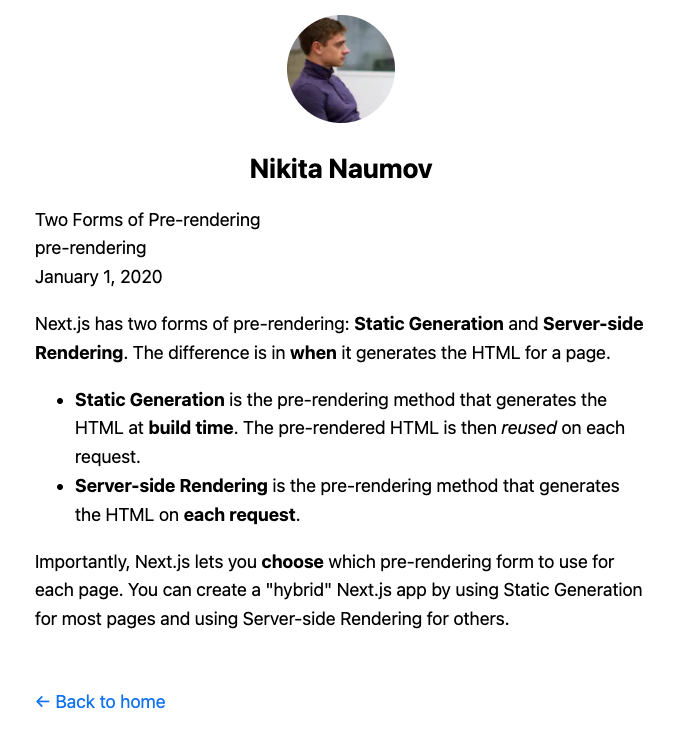 Nikita Naumov
Two Forms of Pre-rendering
pre-rendering
January 1, 2020
Next.js has two forms of pre-rendering: Static Generation and Server-side
Rendering. The difference is in when it generates the HTML for a page.
• Static Generation is the pre-rendering method that generates the
HTML at build time. The pre-rendered HTML is then reused on each
request.
• Server-side Rendering is the pre-rendering method that generates
the HTML on each request.
Importantly, Next.js lets you choose which pre-rendering form to use for
each page. You can create a "hybrid" Next.js app by using Static Generation
for most pages and using Server-side Rendering for others.
← Back to home